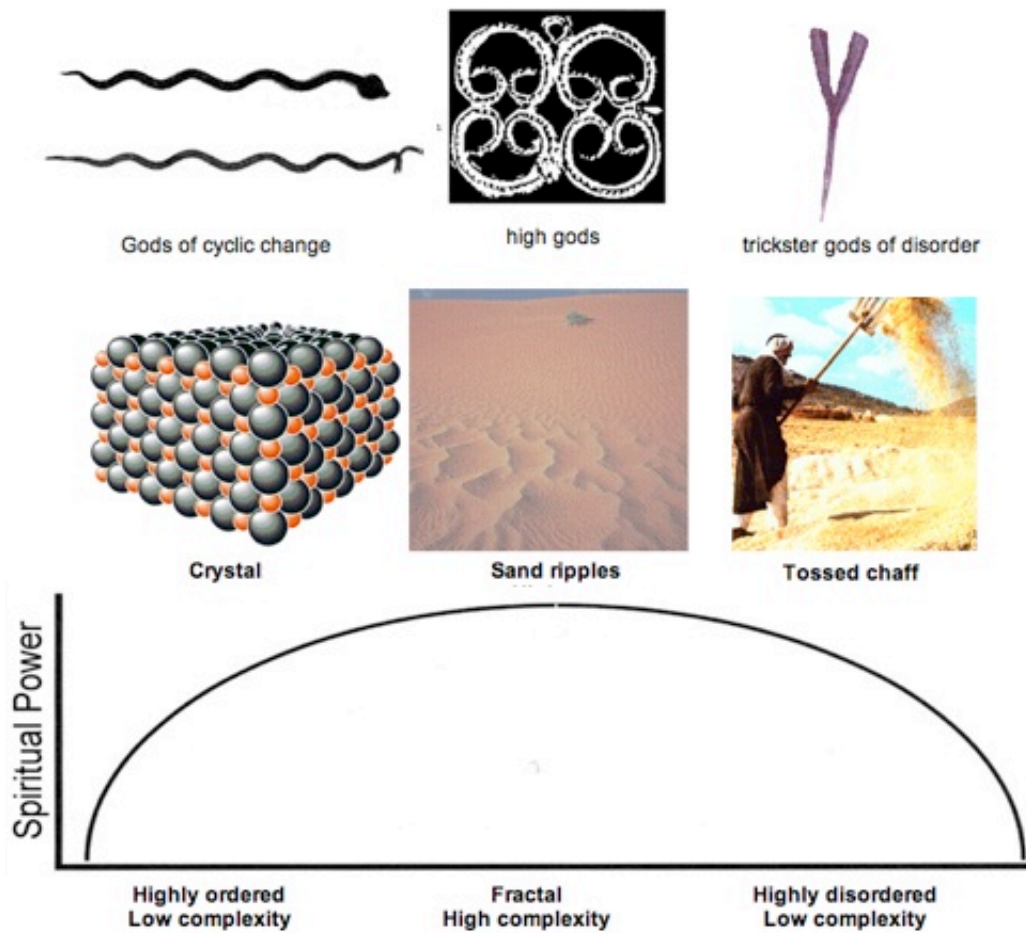 Gods of cyclic change
high gods
trickster gods of disorder
Crystal
Sand ripples
Tossed chaff
Spiritual Power
Highly ordered
Low complexity
Fractal
High complexity
Highly disordered
Low complexity